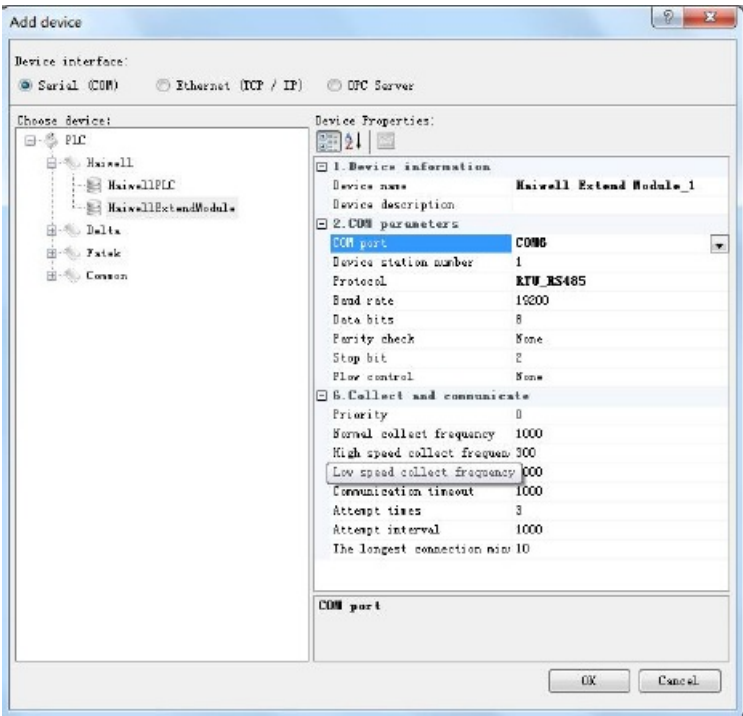 Add device
Device interface:
Serial (COM) Ethernet (TCP / IP) OPC Server
Choose device:
PLC
Haiwell
HaiwellPLC
HaiwellExtendModule
Delta
Fatek
Common
Device Properties:
1.Device information
Device name Haiwell Extend Module_1
Device description
2.COM parameters
COM port COM6
Device station number 1
Protocol RTU_RS485
Baud rate 19200
Data bits 8
Parity check None
Stop bit 2
Flow control None
6.Collect and communicate
Priority 0
Normal collect frequency 1000
High speed collect frequen 300
Low speed collect frequency 000
Communication timeout 1000
Attempt times 3
Attempt interval 1000
The longest connection min 10
COM port
OK Cancel